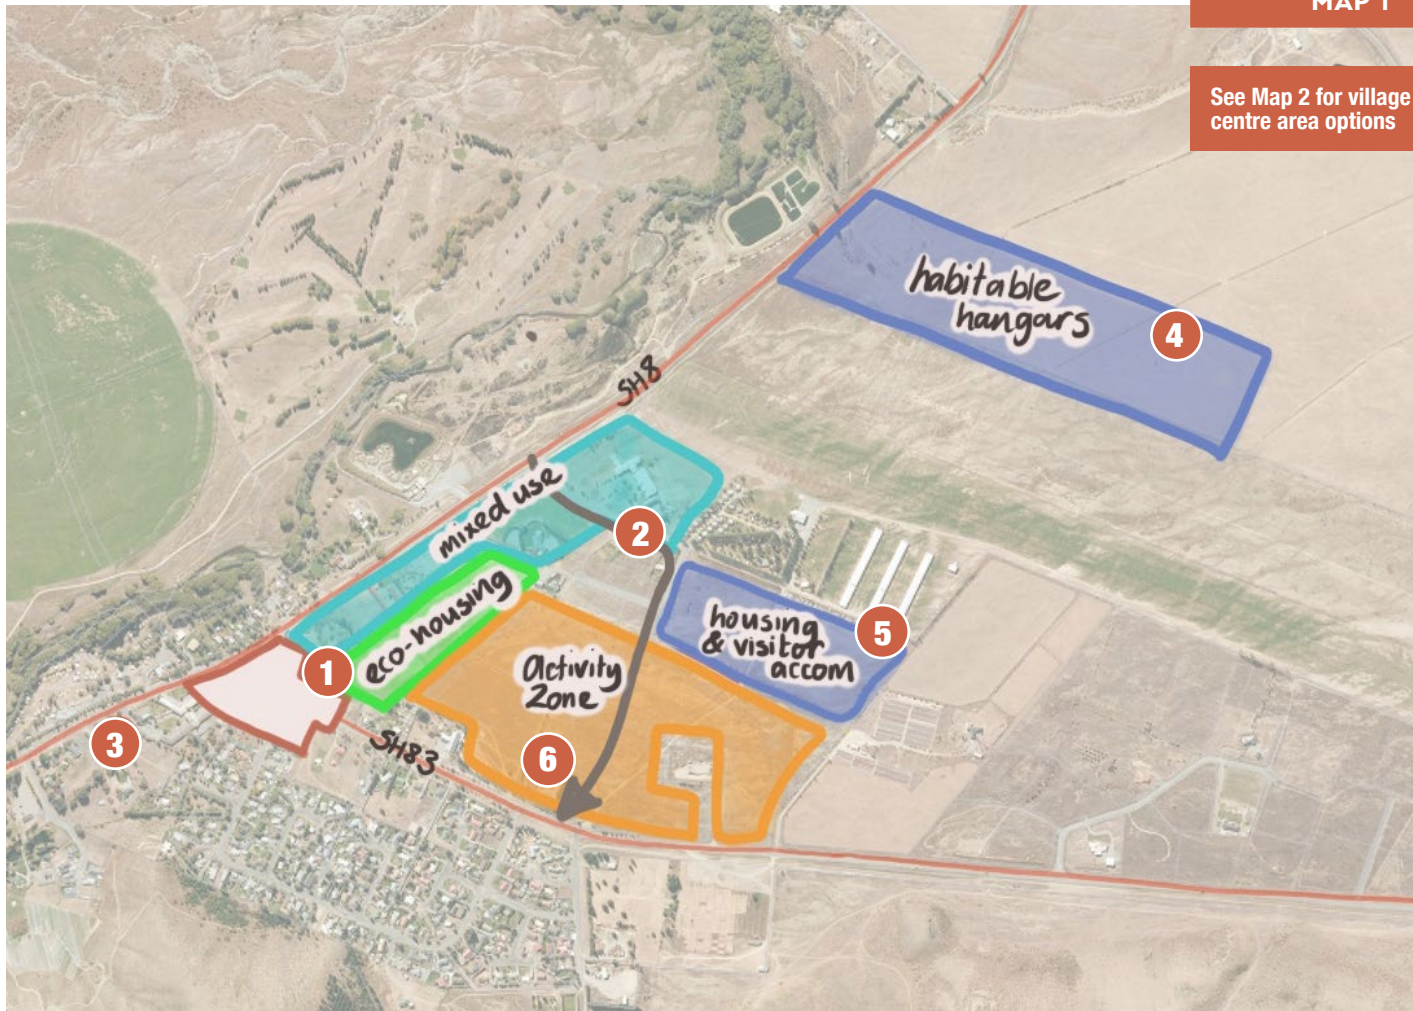 MAP 1
See Map 2 for village
centre area options
habitable
hangars
4
SH8
mixed use
2
eco-housing
housing
& visitor
accom
5
activity
zone
1
3
SH83
6